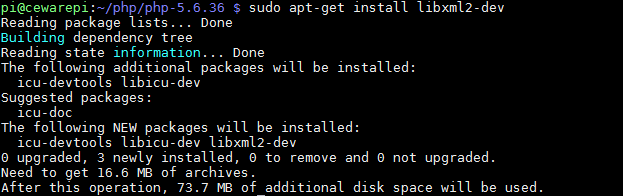 pi@cewarepi:~/php/php-5.6.36 $ sudo apt-get install libxml2-dev
Reading package lists... Done
Building dependency tree
Reading state information... Done
The following additional packages will be installed:
  icu-devtools libicu-dev
Suggested packages:
  icu-doc
The following NEW packages will be installed:
  icu-devtools libicu-dev libxml2-dev
0 upgraded, 3 newly installed, 0 to remove and 0 not upgraded.
Need to get 16.6 MB of archives.
After this operation, 73.7 MB of additional disk space will be used.